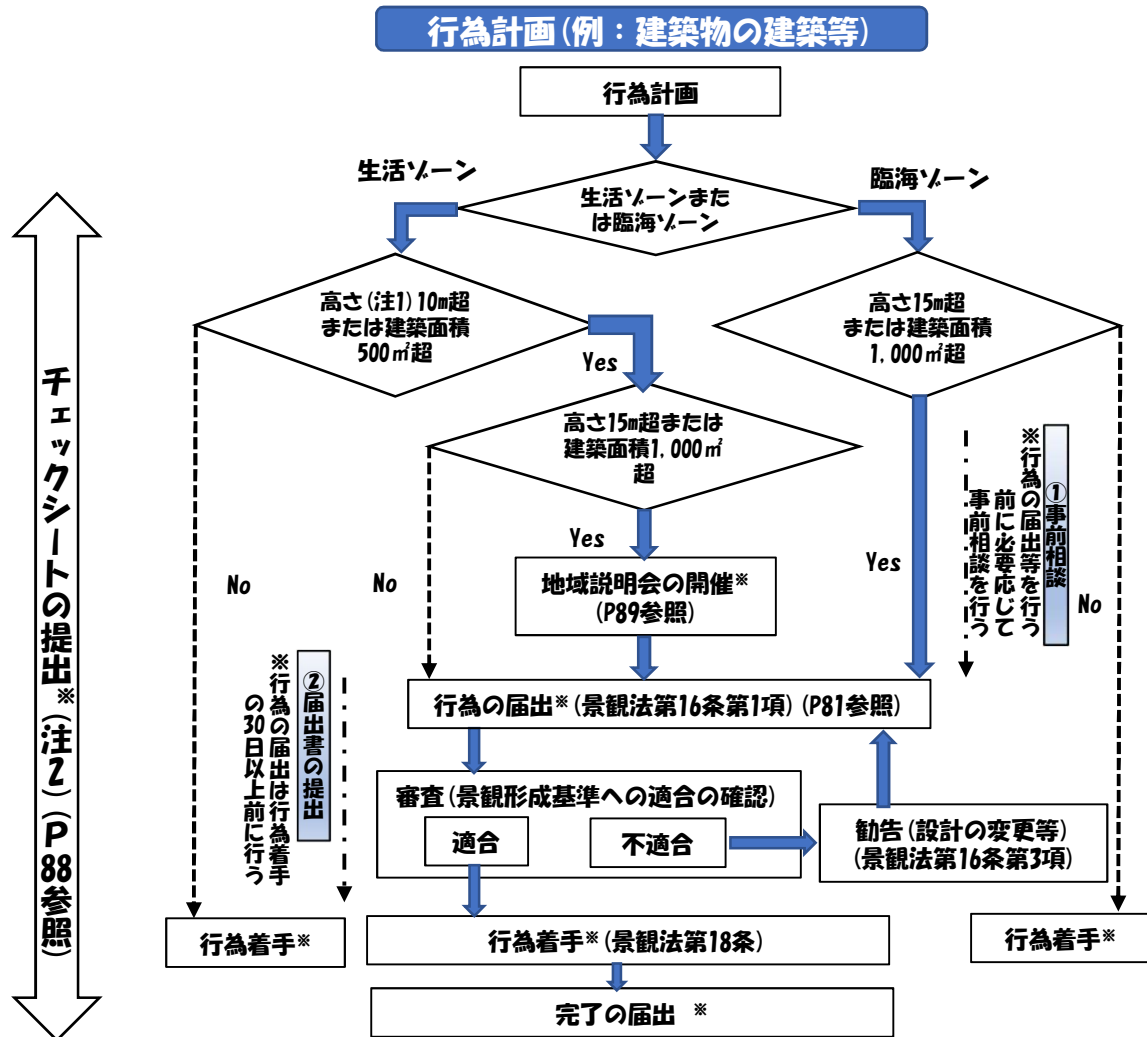 行為計画(例：建築物の建築等)
行為計画
生活ゾーン
臨海ゾーン
生活ゾーンまた
は臨海ゾーン
高さ(注1)10m超
または建築面積
500㎡超
高さ15m超
または建築面積
1,000㎡超
Yes
高さ15m超または
建築面積1,000㎡
超
Yes
Yes
No
No
No
①事前相談
※行為の届出等を行う
前に必要応じて
事前相談を行う
地域説明会の開催※
(P89参照)
チェックシートの提出※(注2)(P88参照)
②届出書の提出
※行為の届出は行為着手
の30日以上前に行う
行為の届出※(景観法第16条第1項)(P81参照)
審査(景観形成基準への適合の確認)
適合
不適合
勧告(設計の変更等)
(景観法第16条第3項)
行為着手※
行為着手※(景観法第18条)
行為着手※
完了の届出 ※